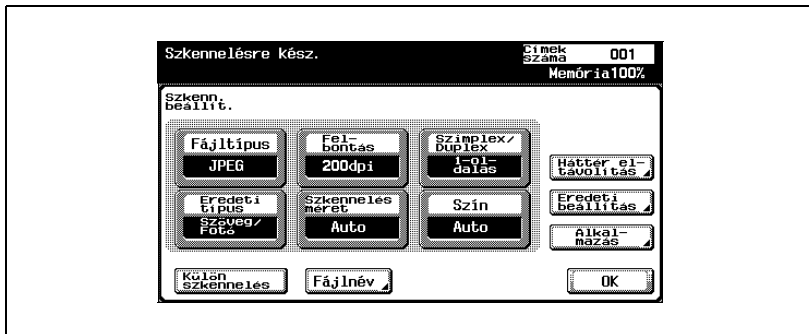 Szkennelésre kész.
Címek
száma
001
Memória100%
Szkenn.
beállít.
Fájltípus
JPEG
Fel-
bontás
200dpi
Szimplex/
Duplex
1-ol-
dalas
Háttér el-
távolítás
Eredeti
típus
Szöveg/
Fotó
Szkennelés
méret
Auto
Szín
Auto
Eredeti
beállítás
Alkal-
mazás
Külön
szkennelés
Fájlnév
OK